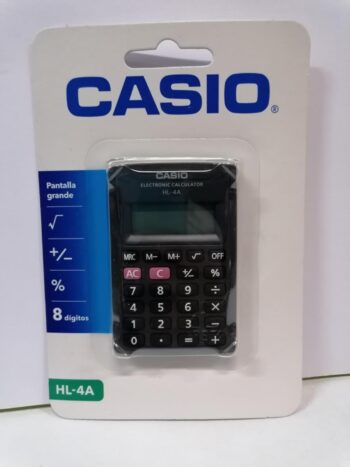 CASIO®
Pantalla
grande
√
+/−
%
8 dígitos
HL-4A
CASIO
ELECTRONIC CALCULATOR
HL-4A
MRC M− M+ √ OFF
AC C +/− %
7 8 9 ÷
4 5 6 ×
1 2 3 −
0 · = +